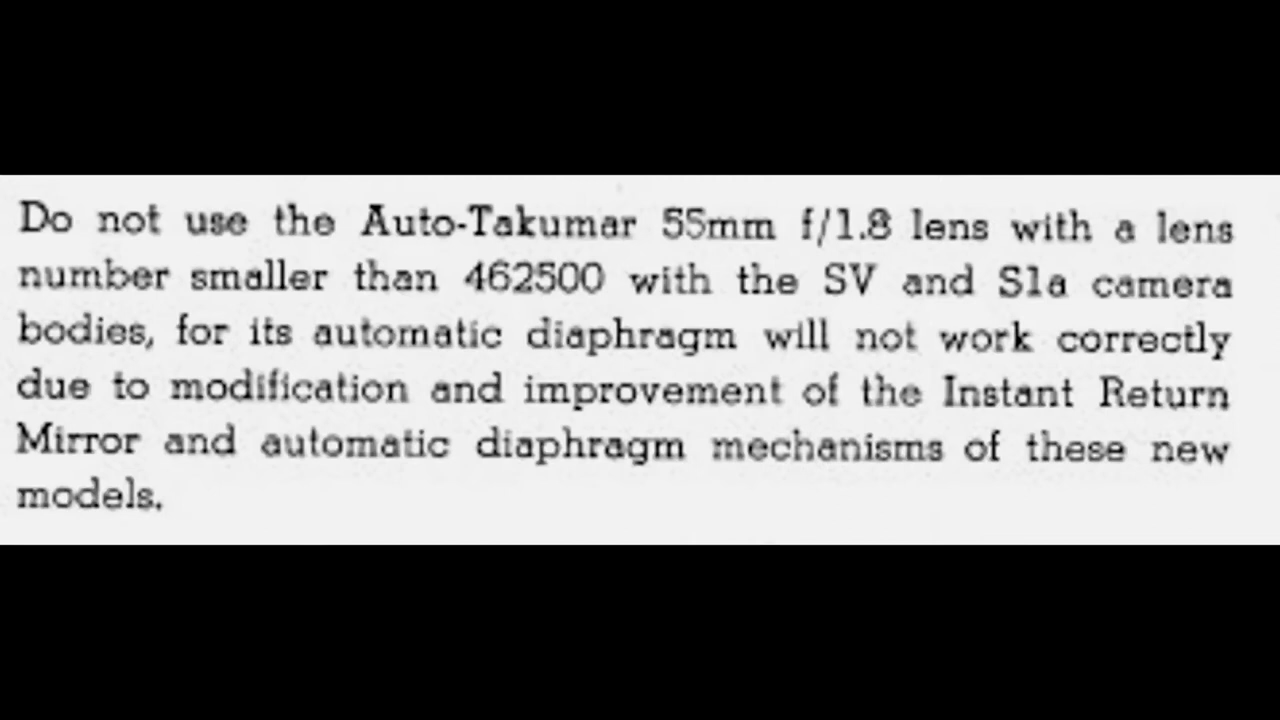 Do not use the Auto-Takumar 55mm f/1.8 lens with a lens
number smaller than 462500 with the SV and S1a camera
bodies, for its automatic diaphragm will not work correctly
due to modification and improvement of the Instant Return
Mirror and automatic diaphragm mechanisms of these new
models.